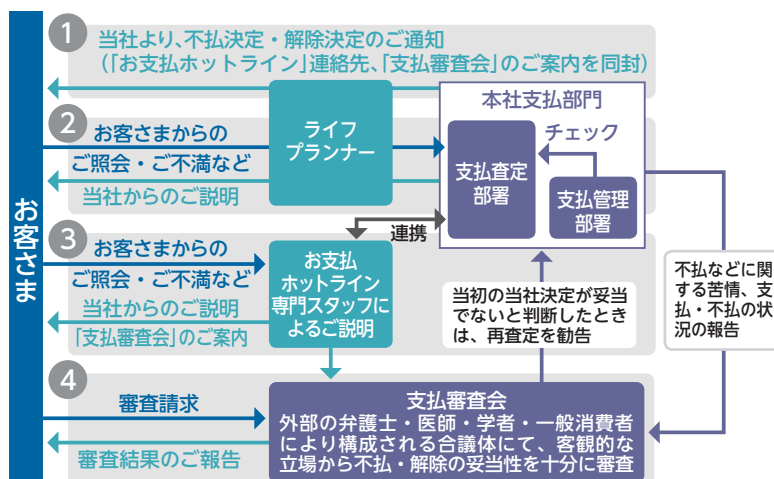 お客さま
1
当社より、不払決定・解除決定のご通知
（「お支払ホットライン」連絡先、「支払審査会」のご案内を同封）
2
お客さまからの
ご照会・ご不満など
当社からのご説明
ライフ
プランナー
本社支払部門
チェック
支払査定
部署
支払管理
部署
3
お客さまからの
ご照会・ご不満など
当社からのご説明
「支払審査会」のご案内
連携
お支払
ホットライン
専門スタッフに
よるご説明
当初の当社決定が妥当
でないと判断したとき
は、再査定を勧告
不払などに関
する苦情、支
払・不払の状
況の報告
4
審査請求
審査結果のご報告
支払審査会
外部の弁護士・医師・学者・一般消費者
により構成される合議体にて、客観的な
立場から不払・解除の妥当性を十分に審査